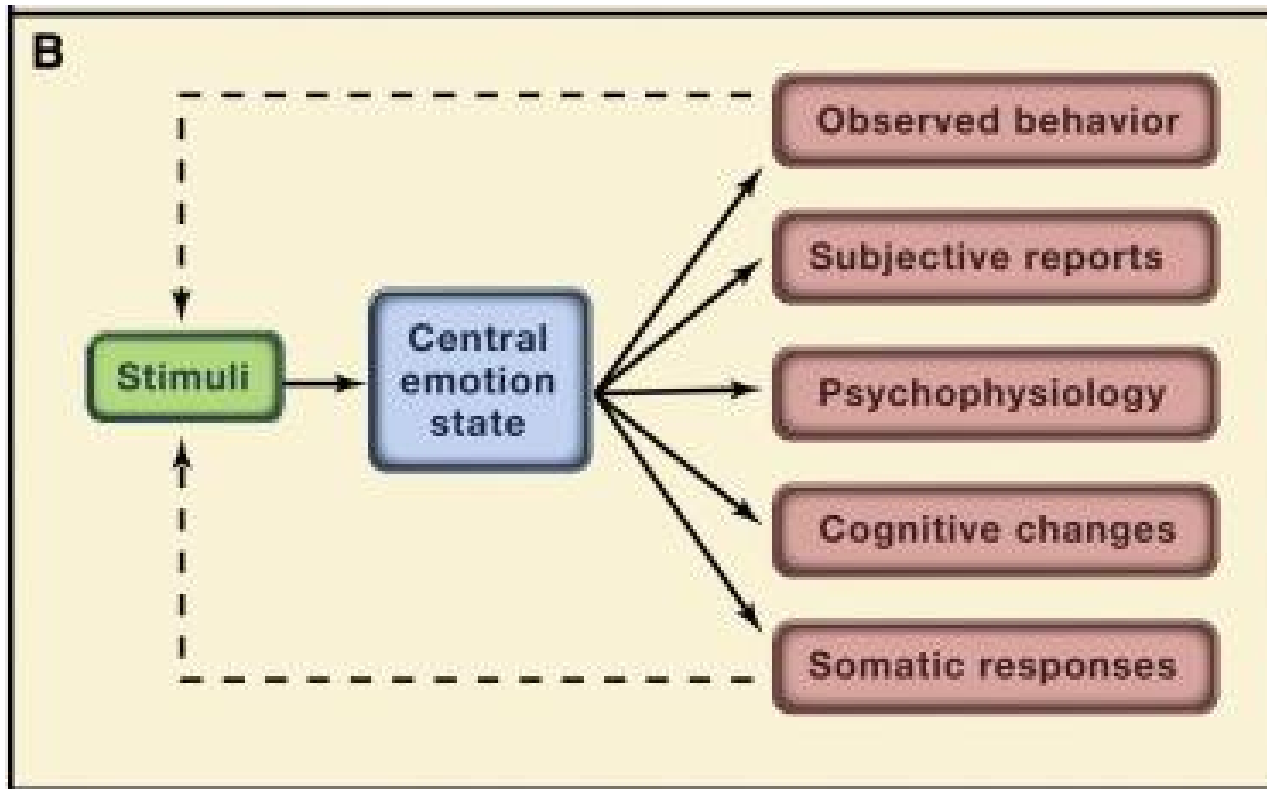 B
Observed behavior
Subjective reports
Stimuli
Central
emotion
state
Psychophysiology
Cognitive changes
Somatic responses